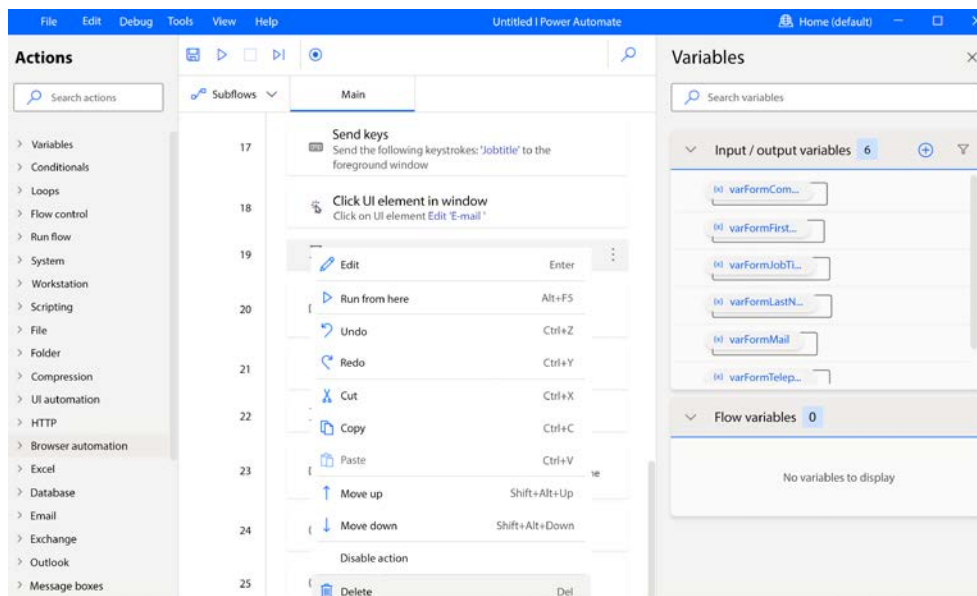 File Edit Debug Tools View Help
Untitled I Power Automate
Home (default)
Actions
Search actions
Variables
Conditionals
Loops
Flow control
Run flow
System
Workstation
Scripting
File
Folder
Compression
UI automation
HTTP
Browser automation
Excel
Database
Email
Exchange
Outlook
Message boxes
Subflows
Main
17
Send keys
Send the following keystrokes: 'Jobtitle' to the
foreground window
18
Click UI element in window
Click on UI element Edit 'E-mail '
19
20
21
22
23
24
25
Edit Enter
Run from here Alt+F5
Undo Ctrl+Z
Redo Ctrl+Y
Cut Ctrl+X
Copy Ctrl+C
Paste Ctrl+V
Move up Shift+Alt+Up
Move down Shift+Alt+Down
Disable action
Delete Del
Variables
Search variables
Input / output variables 6
varFormCom...
varFormFirst...
varFormJobTi...
varFormLastN...
varFormMail
varFormTelep...
Flow variables 0
No variables to display